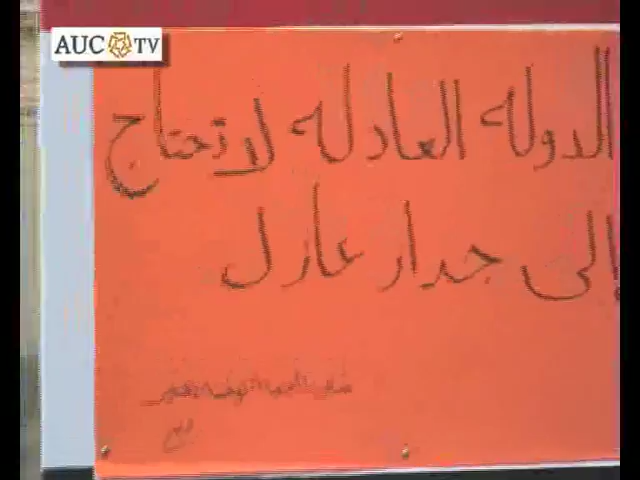 AUC TV
الدوله العادله لا تحتاج
إلى جدار عازل